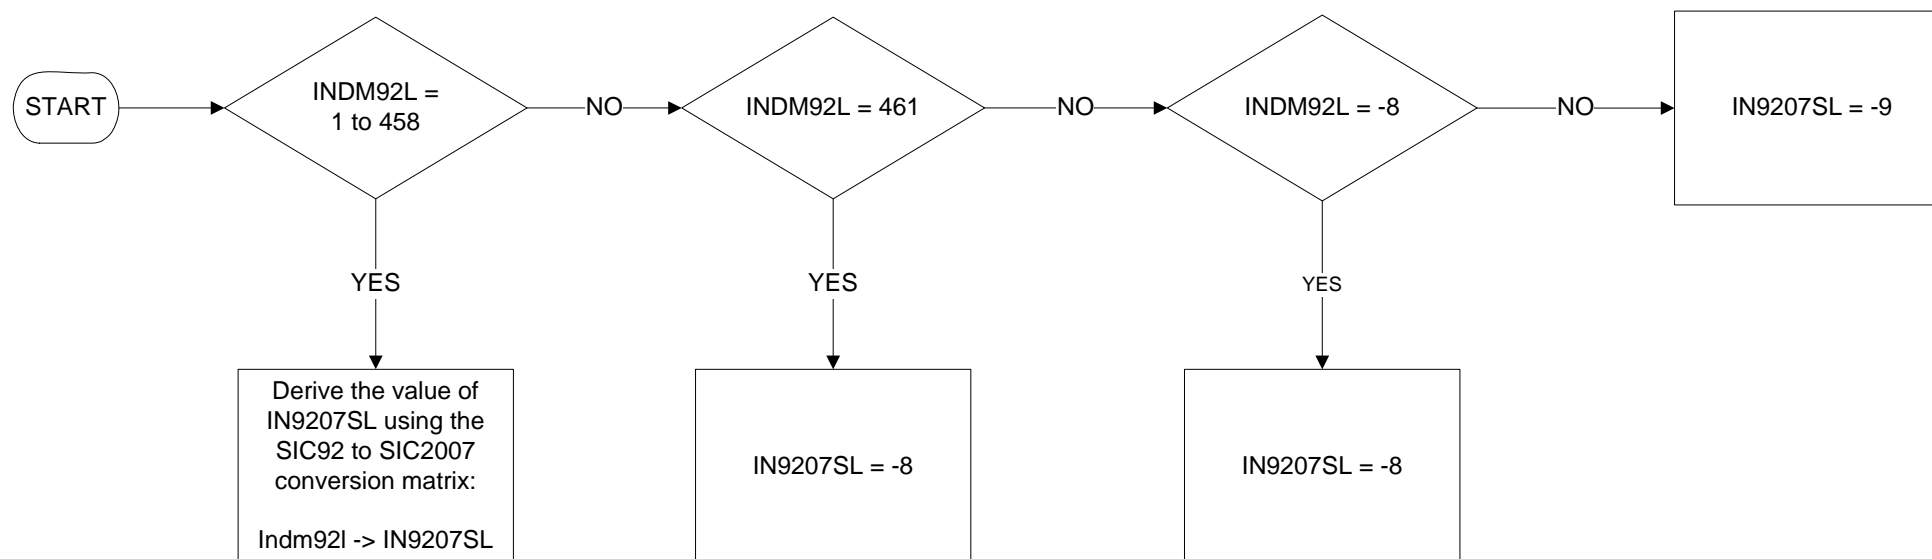 START
INDM92L =
1 to 458
NO
INDM92L = 461
NO
INDM92L = -8
NO
IN9207SL = -9
YES
YES
YES
Derive the value of
IN9207SL using the
SIC92 to SIC2007
conversion matrix:
Indm92l -> IN9207SL
IN9207SL = -8
IN9207SL = -8